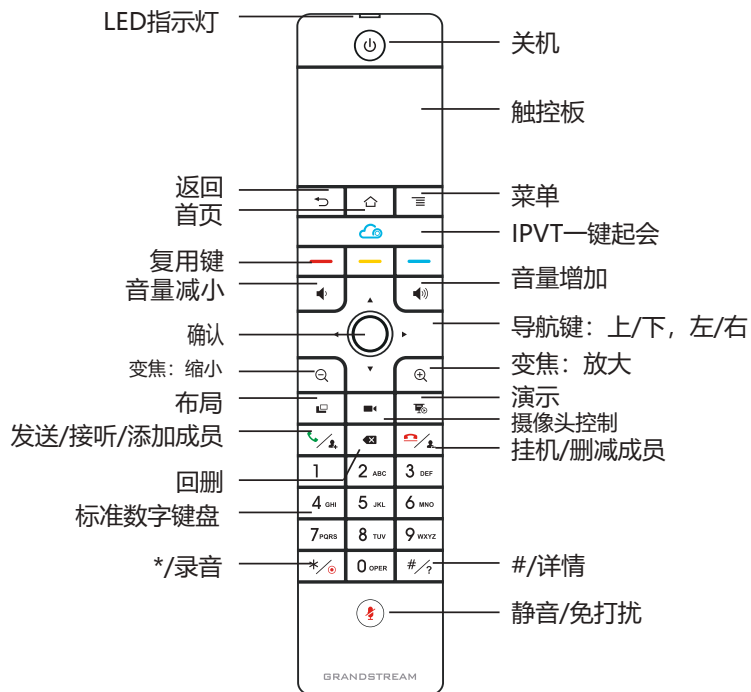 LED指示灯
关机
触控板
返回
首页
菜单
IPVT一键起会
复用键
音量减小
音量增加
确认
导航键：上/下，左/右
变焦：缩小
变焦：放大
布局
演示
摄像头控制
发送/接听/添加成员
挂机/删减成员
回删
标准数字键盘
1 2 ABC 3 DEF
4 GHI 5 JKL 6 MNO
7 PQRS 8 TUV 9 WXYZ
*/ 0 OPER #/?
*/录音
#/详情
静音/免打扰
GRANDSTREAM